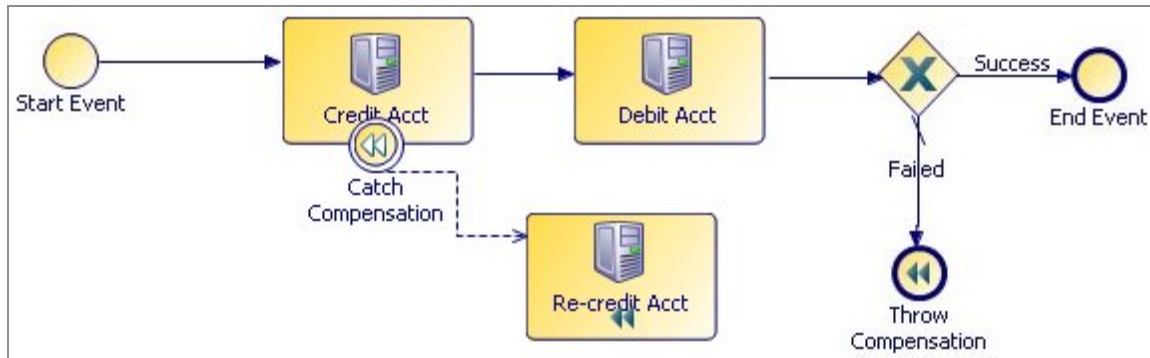 Start Event
Credit Acct
Debit Acct
Success
End Event
Failed
Catch
Compensation
Re-credit Acct
Throw
Compensation